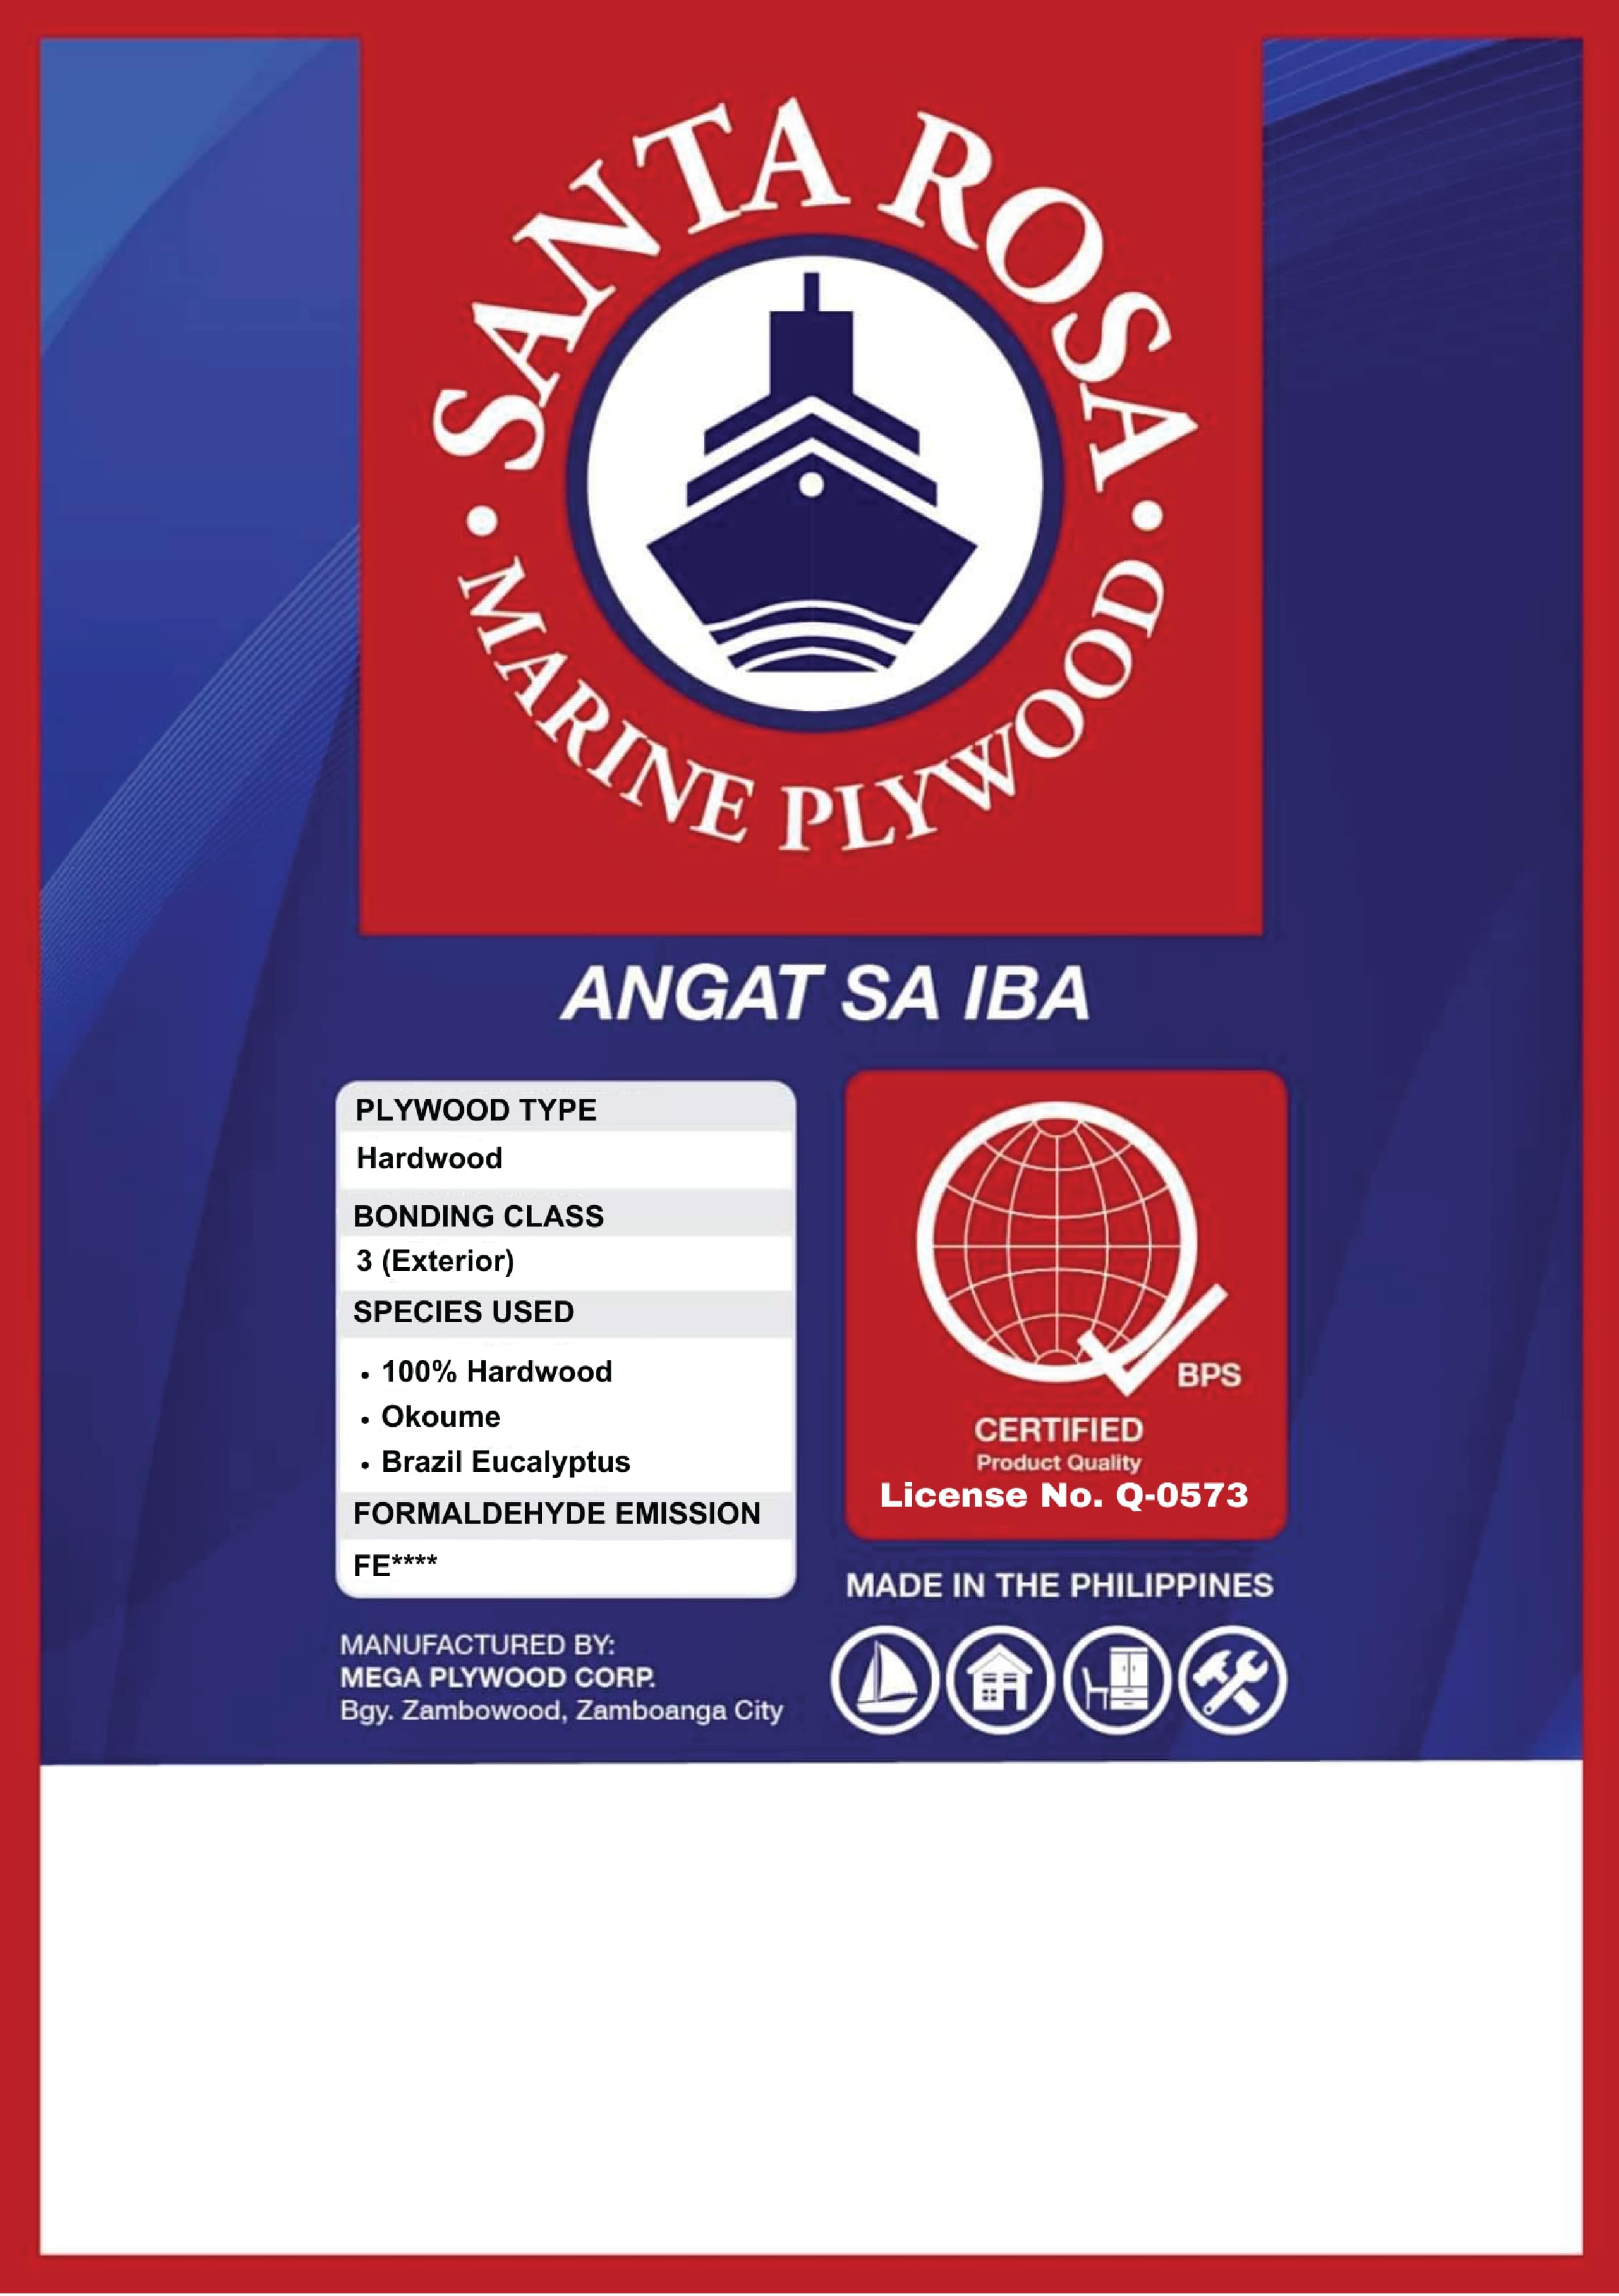 SANTA ROSA
• MARINE PLYWOOD •
ANGAT SA IBA
PLYWOOD TYPE
Hardwood
BONDING CLASS
3 (Exterior)
SPECIES USED
• 100% Hardwood
• Okoume
• Brazil Eucalyptus
FORMALDEHYDE EMISSION
FE****
MANUFACTURED BY:
MEGA PLYWOOD CORP.
Bgy. Zambowood, Zamboanga City
BPS
CERTIFIED
Product Quality
License No. Q-0573
MADE IN THE PHILIPPINES